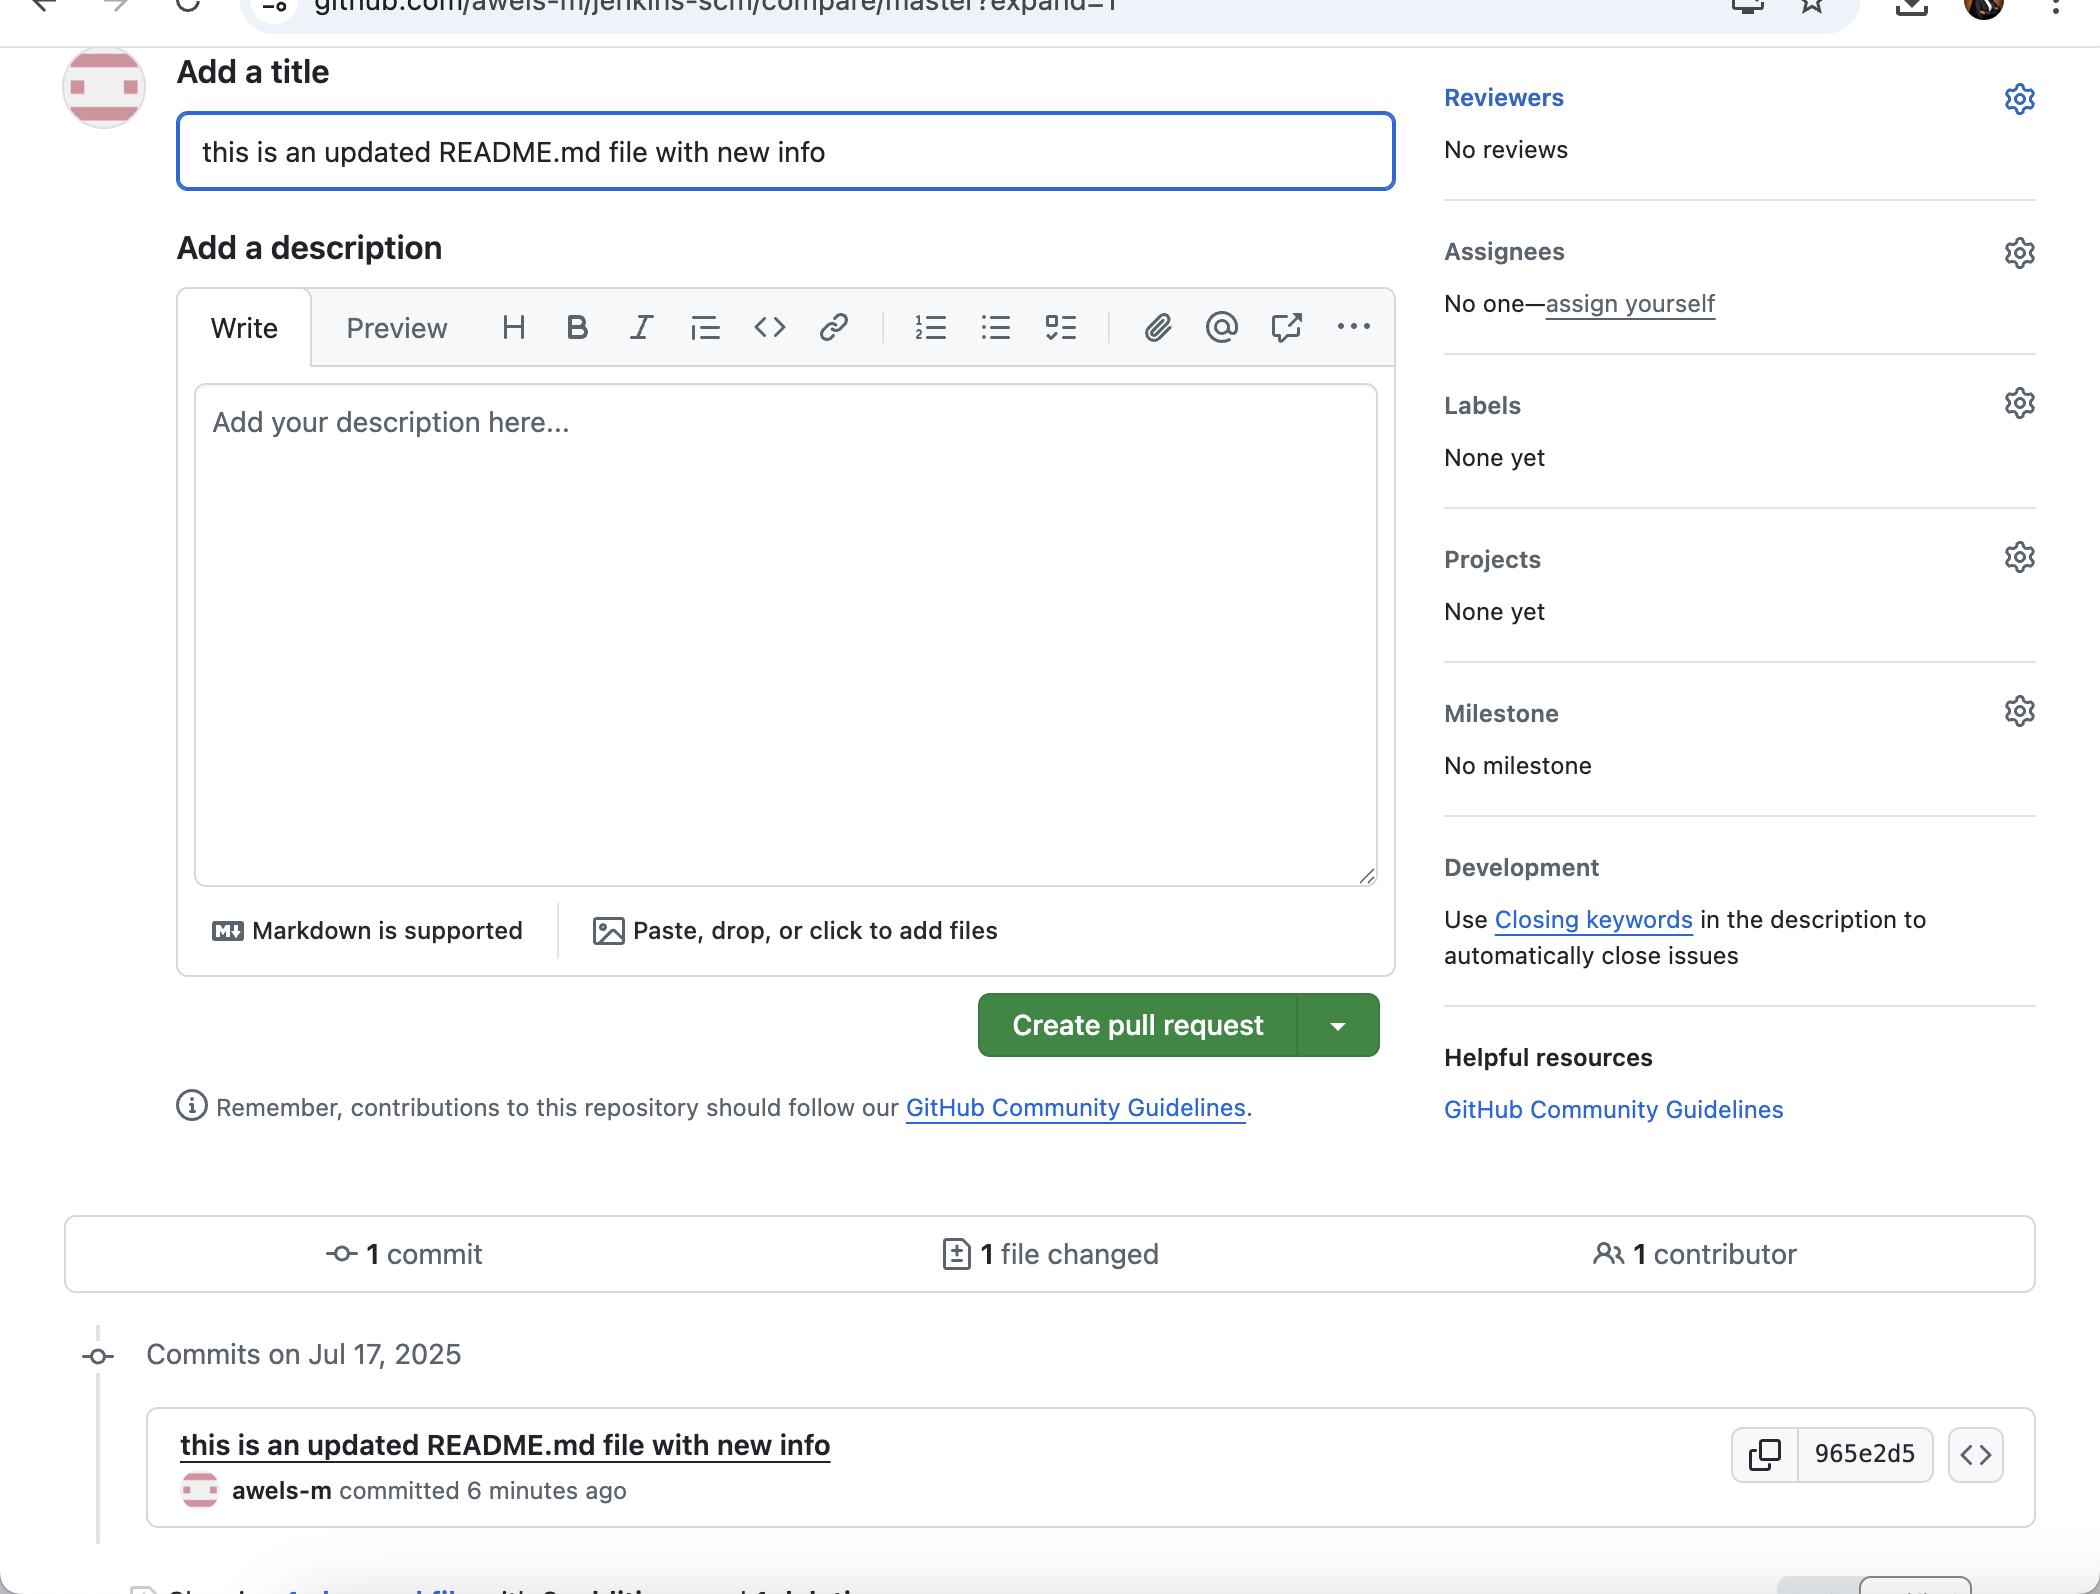 github.com/awels-m/jenkins-scm/compare/master?expand=1
Add a title
this is an updated README.md file with new info
Add a description
Write
Preview
Add your description here...
Markdown is supported
Paste, drop, or click to add files
Create pull request
Remember, contributions to this repository should follow our GitHub Community Guidelines.
Reviewers
No reviews
Assignees
No one—assign yourself
Labels
None yet
Projects
None yet
Milestone
No milestone
Development
Use Closing keywords in the description to
automatically close issues
Helpful resources
GitHub Community Guidelines
1 commit
1 file changed
1 contributor
Commits on Jul 17, 2025
this is an updated README.md file with new info
965e2d5
awels-m committed 6 minutes ago